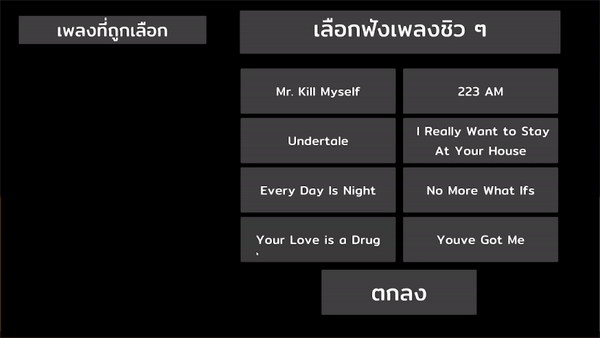 เพลงที่ถูกเลือก
เลือกฟังเพลงชิว ๆ
Mr. Kill Myself
223 AM
Undertale
I Really Want to Stay
At Your House
Every Day Is Night
No More What Ifs
Your Love is a Drug
Youve Got Me
ตกลง